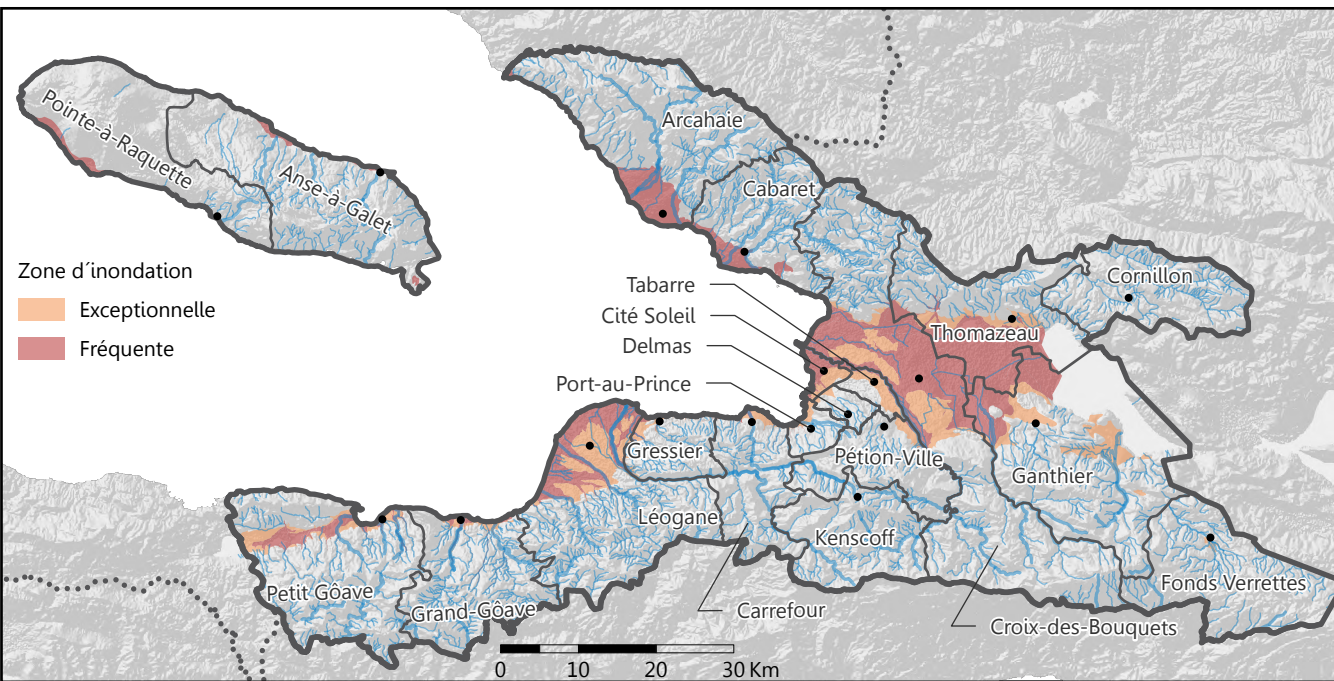 Arcahaie
Pointe-à-Raquette
Anse-à-Galet
Cabaret
Zone d´inondation
Exceptionnelle
Fréquente
Cornillon
Tabarre
Cité Soleil
Thomazeau
Delmas
Port-au-Prince
Gressier
Pétion-Ville
Ganthier
Léogane
Kenscoff
Petit Gôave
Grand-Gôave
Fonds Verrettes
Carrefour
Croix-des-Bouquets
0 10 20 30 Km